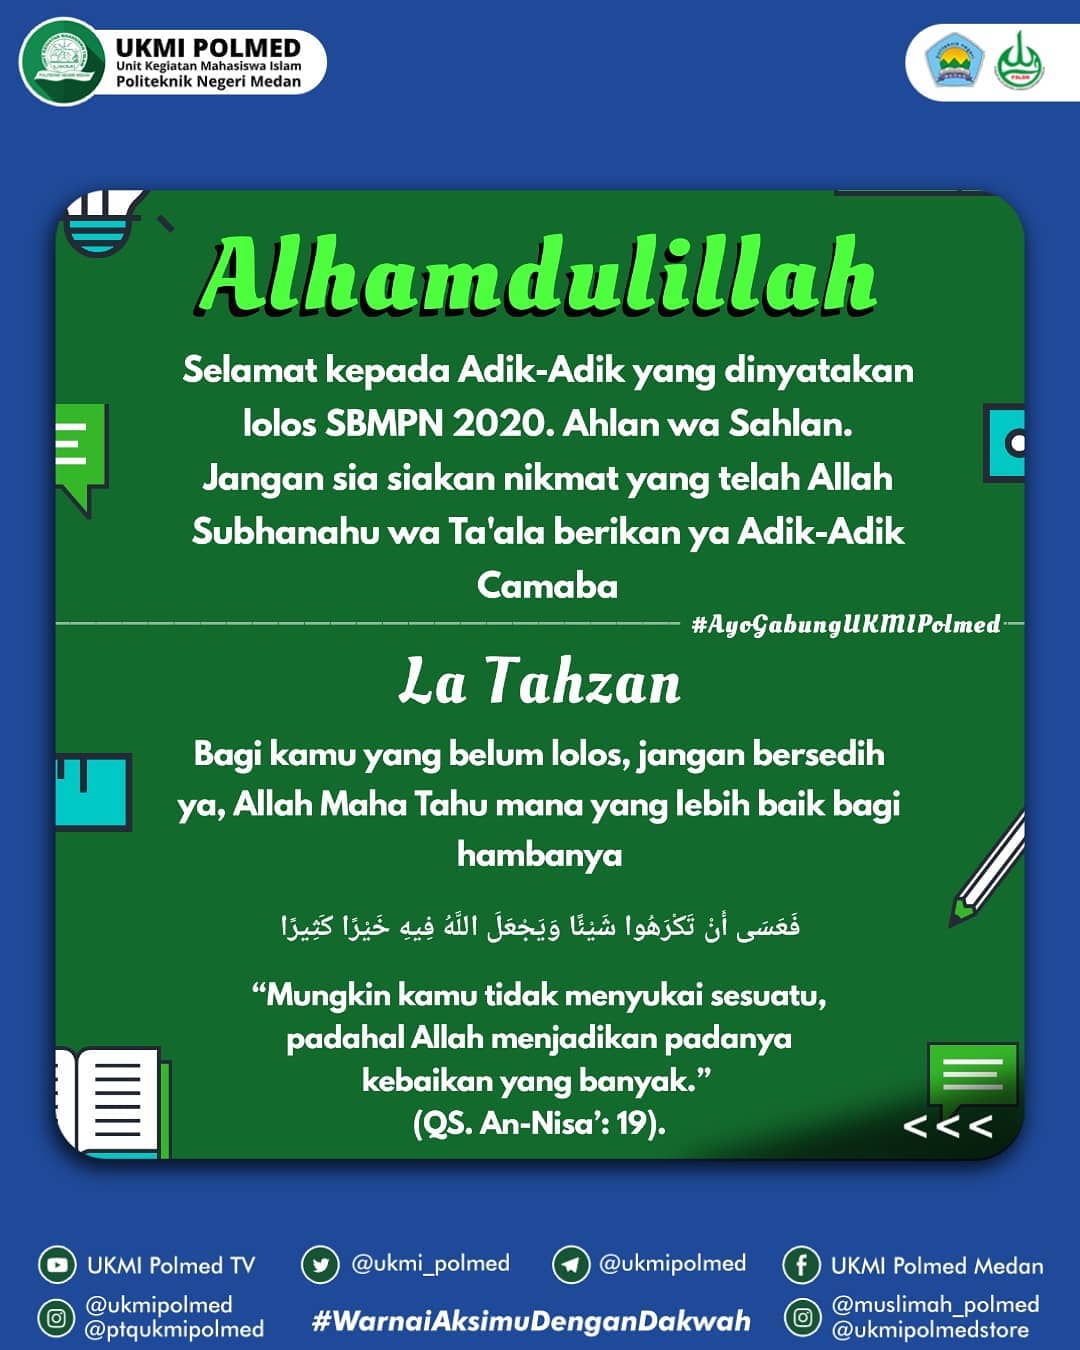 UKMI POLMED
Unit Kegiatan Mahasiswa Islam
Politeknik Negeri Medan
Alhamdulillah
Selamat kepada Adik-Adik yang dinyatakan
lolos SBMPN 2020. Ahlan wa Sahlan.
Jangan sia siakan nikmat yang telah Allah
Subhanahu wa Ta'ala berikan ya Adik-Adik
Camaba
#AyoGabungUKMIPolmed
La Tahzan
Bagi kamu yang belum lolos, jangan bersedih
ya, Allah Maha Tahu mana yang lebih baik bagi
hambanya
فَعَسَى أَنْ تَكْرَهُوا شَيْئًا وَيَجْعَلَ اللَّهُ فِيهِ خَيْرًا كَثِيرًا
“Mungkin kamu tidak menyukai sesuatu,
padahal Allah menjadikan padanya
kebaikan yang banyak.”
(QS. An-Nisa’: 19).
<<<
UKMI Polmed TV
@ukmi_polmed
@ukmipolmed
UKMI Polmed Medan
@ukmipolmed
@ptqukmipolmed
#WarnaiAksimuDenganDakwah
@muslimah_polmed
@ukmipolmedstore